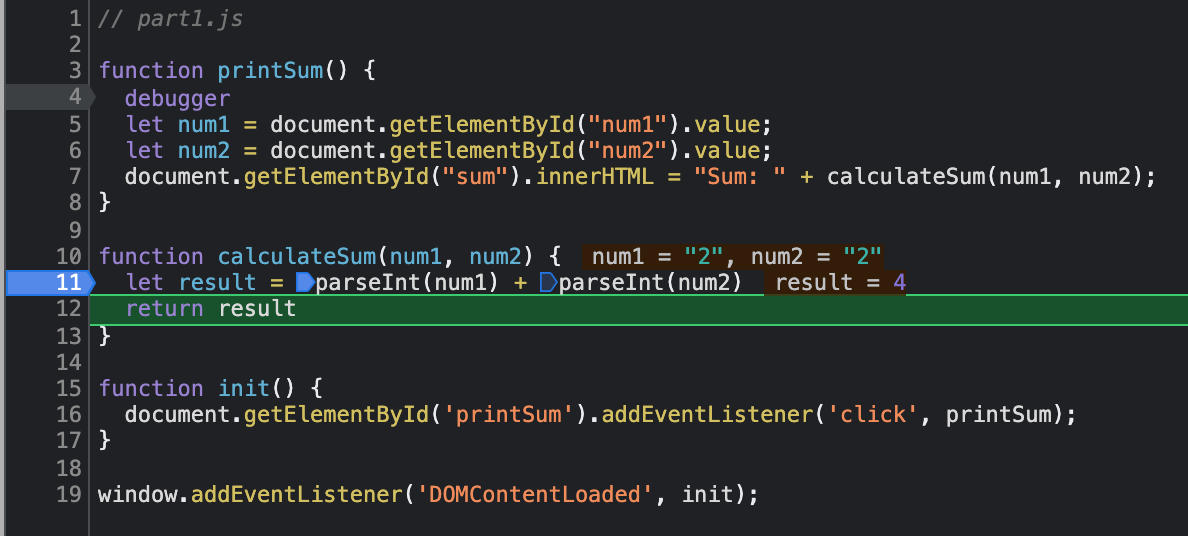 1 // part1.js
2
3 function printSum() {
4 debugger
5 let num1 = document.getElementById("num1").value;
6 let num2 = document.getElementById("num2").value;
7 document.getElementById("sum").innerHTML = "Sum: " + calculateSum(num1, num2);
8 }
9
10 function calculateSum(num1, num2) { num1 = "2", num2 = "2"
11 let result = parseInt(num1) + parseInt(num2) result = 4
12 return result
13 }
14
15 function init() {
16 document.getElementById('printSum').addEventListener('click', printSum);
17 }
18
19 window.addEventListener('DOMContentLoaded', init);